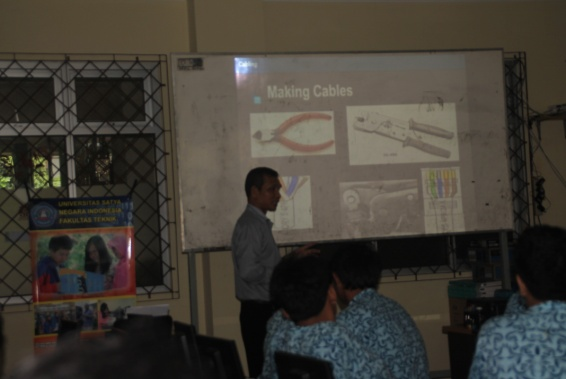 Making Cables
UNIVERSITAS SATYA
NEGARA INDONESIA
FAKULTAS TEKNIK